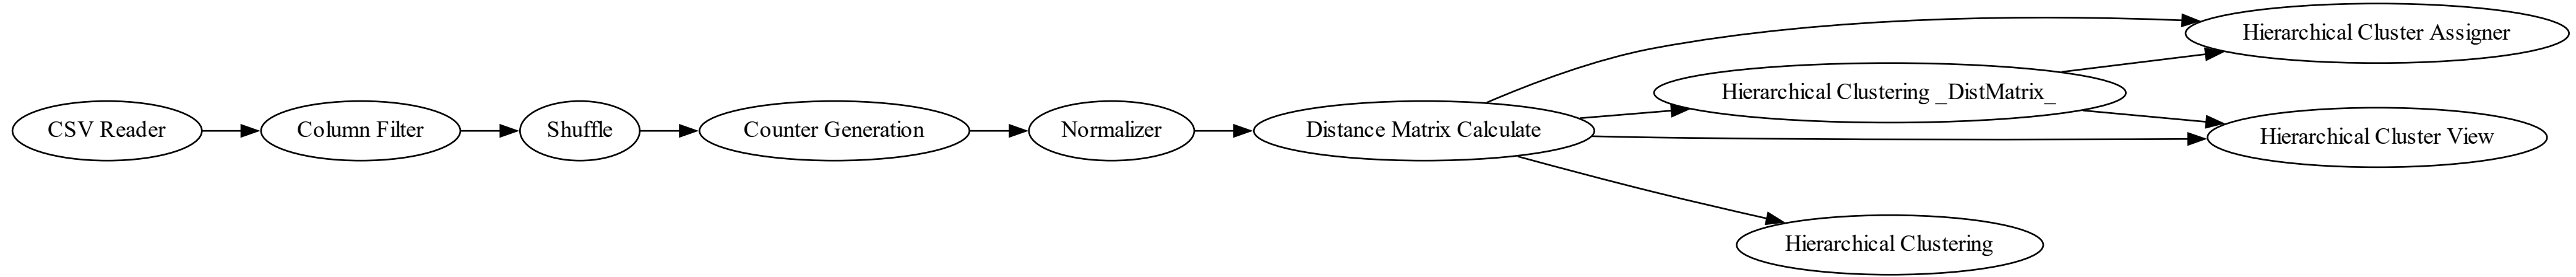 CSV Reader
Column Filter
Shuffle
Counter Generation
Normalizer
Distance Matrix Calculate
Hierarchical Clustering _DistMatrix_
Hierarchical Cluster Assigner
Hierarchical Cluster View
Hierarchical Clustering